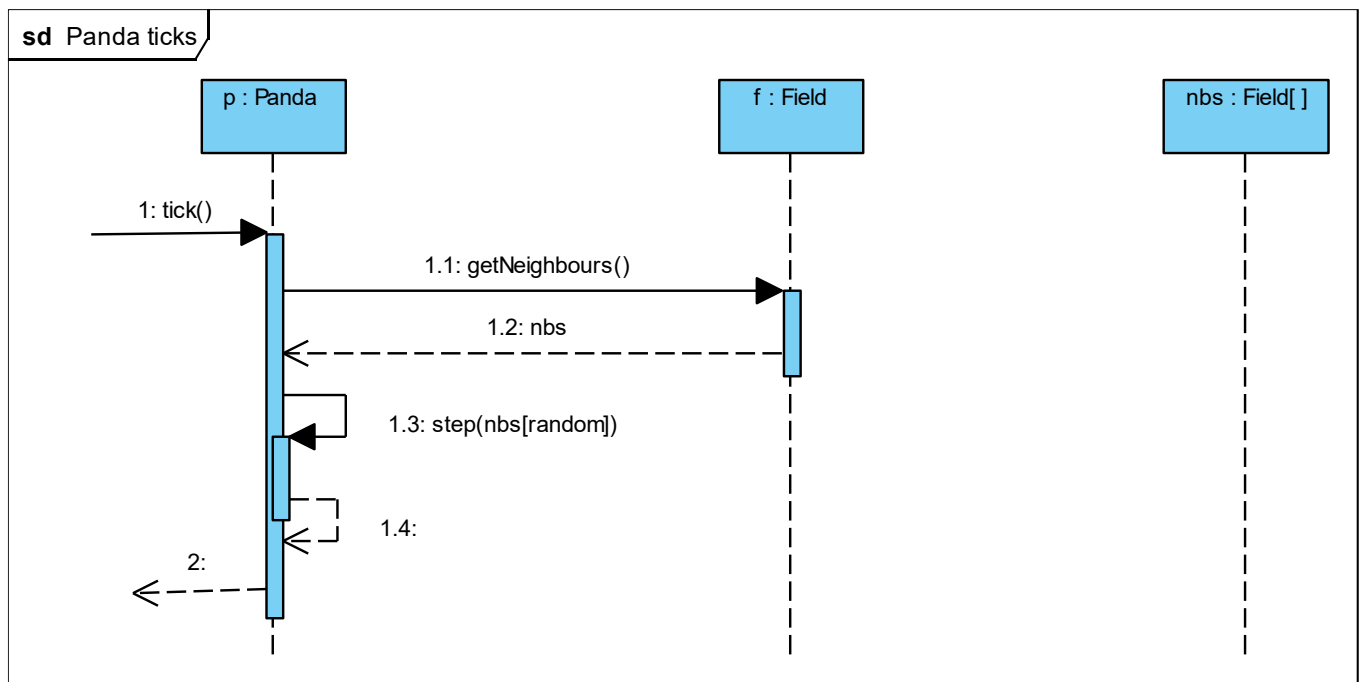 sd Panda ticks
p : Panda
f : Field
nbs : Field[ ]
1: tick()
1.1: getNeighbours()
1.2: nbs
1.3: step(nbs[random])
1.4:
2: